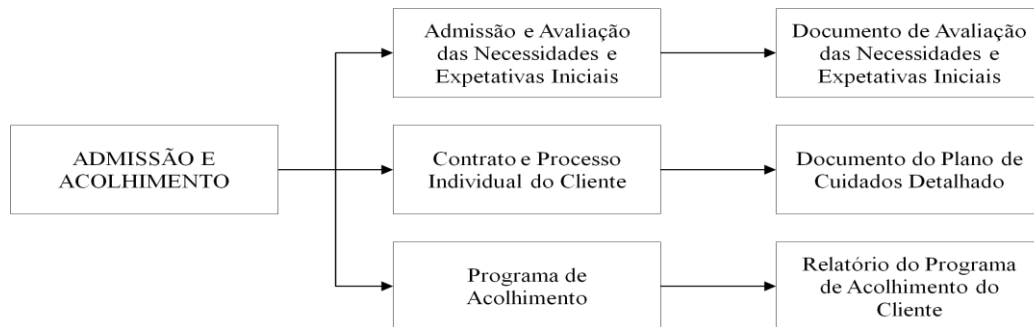 ADMISSÃO E
ACOLHIMENTO
Admissão e Avaliação
das Necessidades e
Expetativas Iniciais
Documento de Avaliação
das Necessidades e
Expetativas Iniciais
Contrato e Processo
Individual do Cliente
Documento do Plano de
Cuidados Detalhado
Programa de
Acolhimento
Relatório do Programa
de Acolhimento do
Cliente